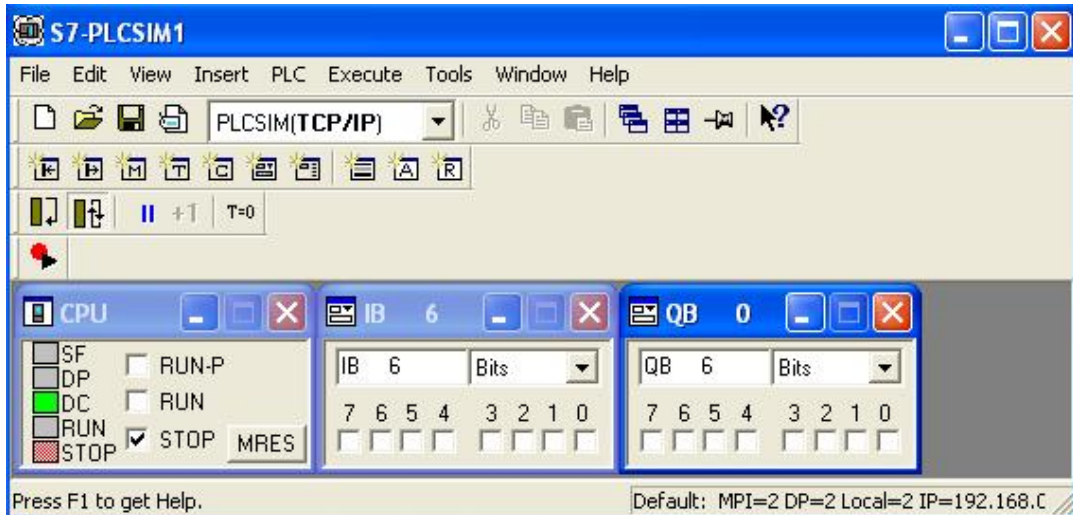 S7-PLCSIM1
File Edit View Insert PLC Execute Tools Window Help
PLCSIM(TCP/IP)
M T C A R
+1 T=0
CPU
SF
DP
DC
RUN
STOP
RUN-P
RUN
STOP MRES
IB 6
IB 6 Bits
7 6 5 4 3 2 1 0
QB 0
QB 6 Bits
7 6 5 4 3 2 1 0
Press F1 to get Help.
Default: MPI=2 DP=2 Local=2 IP=192.168.C